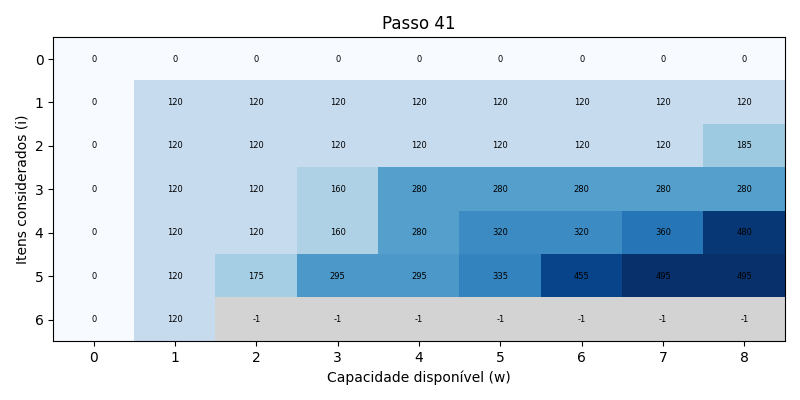 Passo 41
Itens considerados (i)
0 0 0 0 0 0 0 0 0 0
1 0 120 120 120 120 120 120 120 120
2 0 120 120 120 120 120 120 120 185
3 0 120 120 160 280 280 280 280 280
4 0 120 120 160 280 320 320 360 480
5 0 120 175 295 295 335 455 495 495
6 0 120 -1 -1 -1 -1 -1 -1 -1
0 1 2 3 4 5 6 7 8
Capacidade disponível (w)